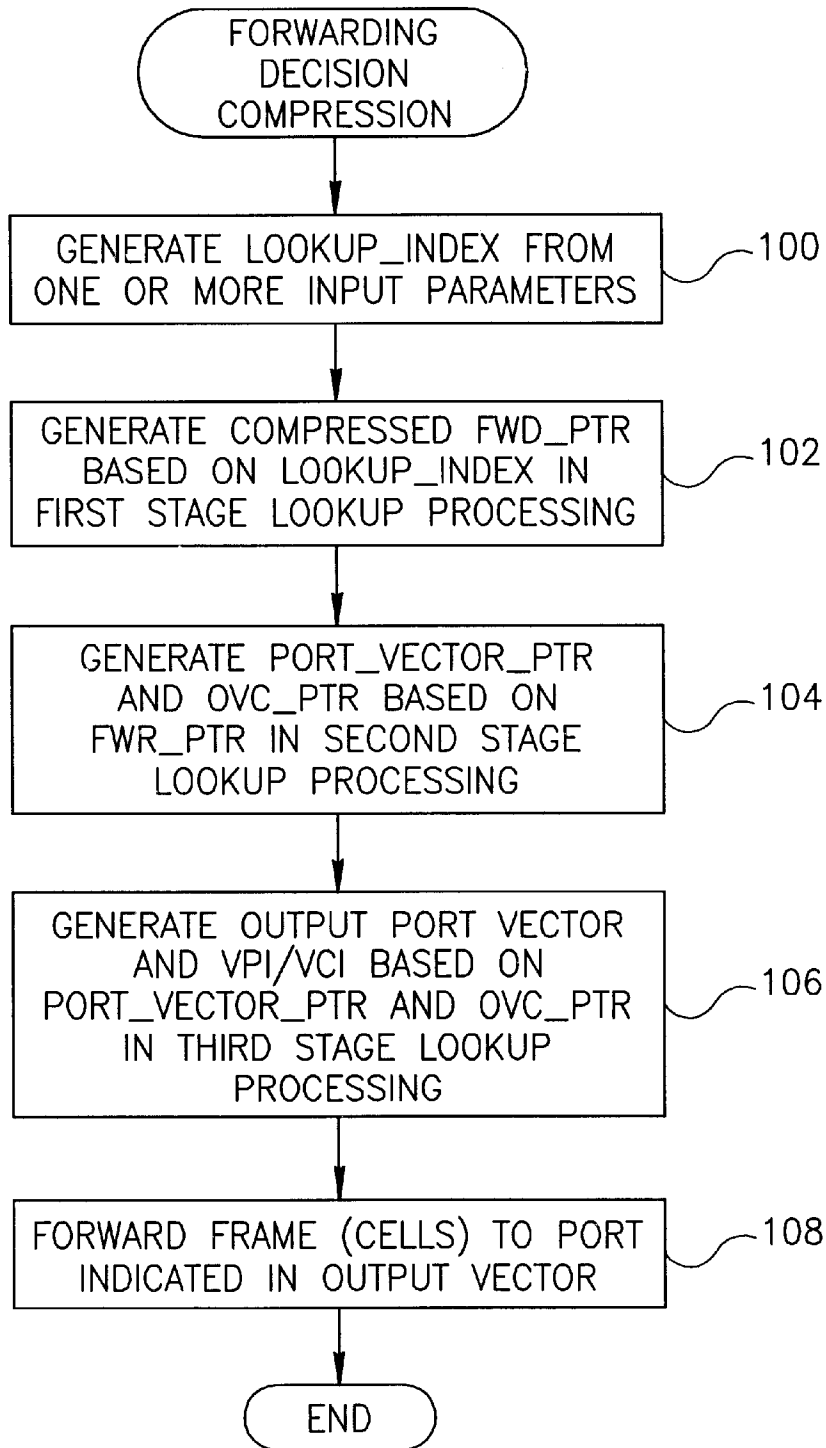 FORWARDING
DECISION
COMPRESSION
GENERATE LOOKUP_INDEX FROM
ONE OR MORE INPUT PARAMETERS
100
GENERATE COMPRESSED FWD_PTR
BASED ON LOOKUP_INDEX IN
FIRST STAGE LOOKUP PROCESSING
102
GENERATE PORT_VECTOR_PTR
AND OVC_PTR BASED ON
FWR_PTR IN SECOND STAGE
LOOKUP PROCESSING
104
GENERATE OUTPUT PORT VECTOR
AND VPI/VCI BASED ON
PORT_VECTOR_PTR AND OVC_PTR
IN THIRD STAGE LOOKUP
PROCESSING
106
FORWARD FRAME (CELLS) TO PORT
INDICATED IN OUTPUT VECTOR
108
END